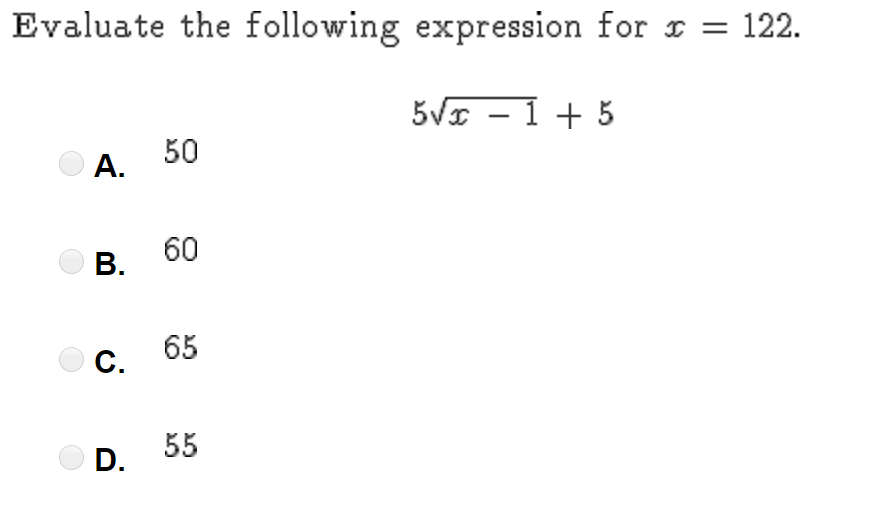 Evaluate the following expression for x = 122.
5√x − 1 + 5
A. 50
B. 60
C. 65
D. 55